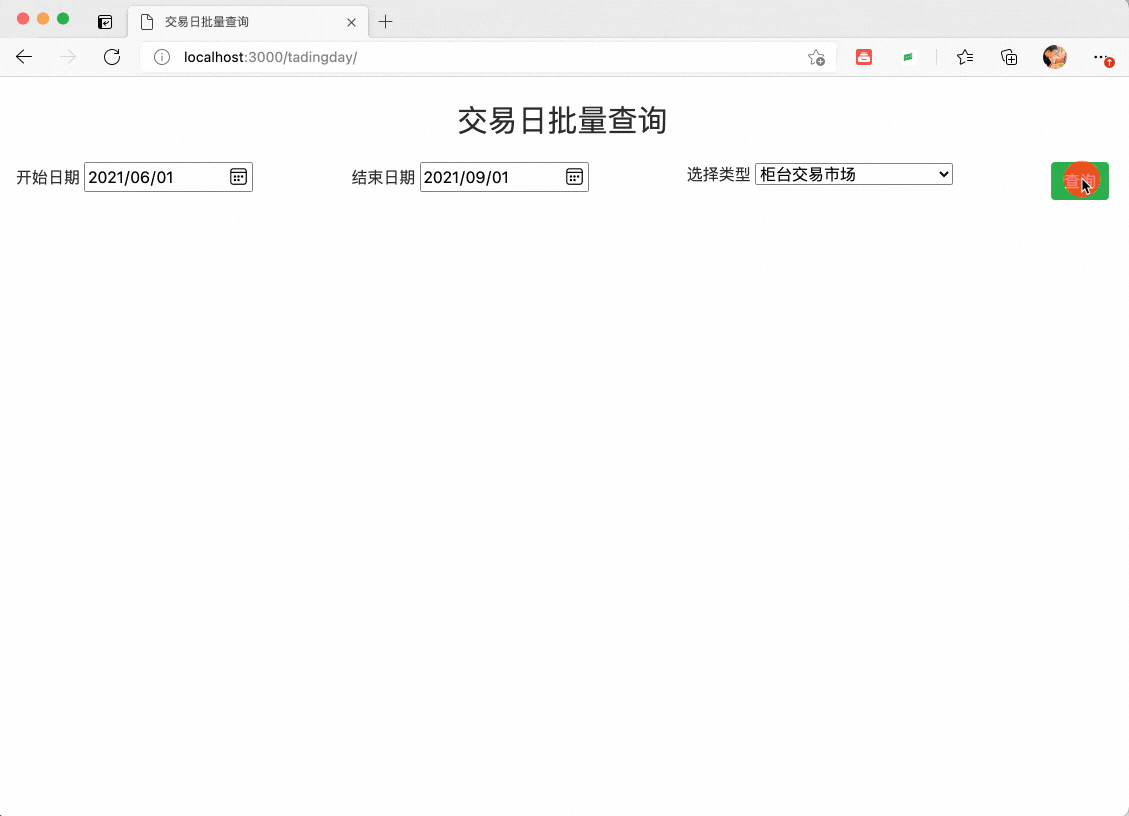 交易日批量查询
localhost:3000/tadingday/
交易日批量查询
开始日期 2021/06/01 结束日期 2021/09/01 选择类型 柜台交易市场 查询